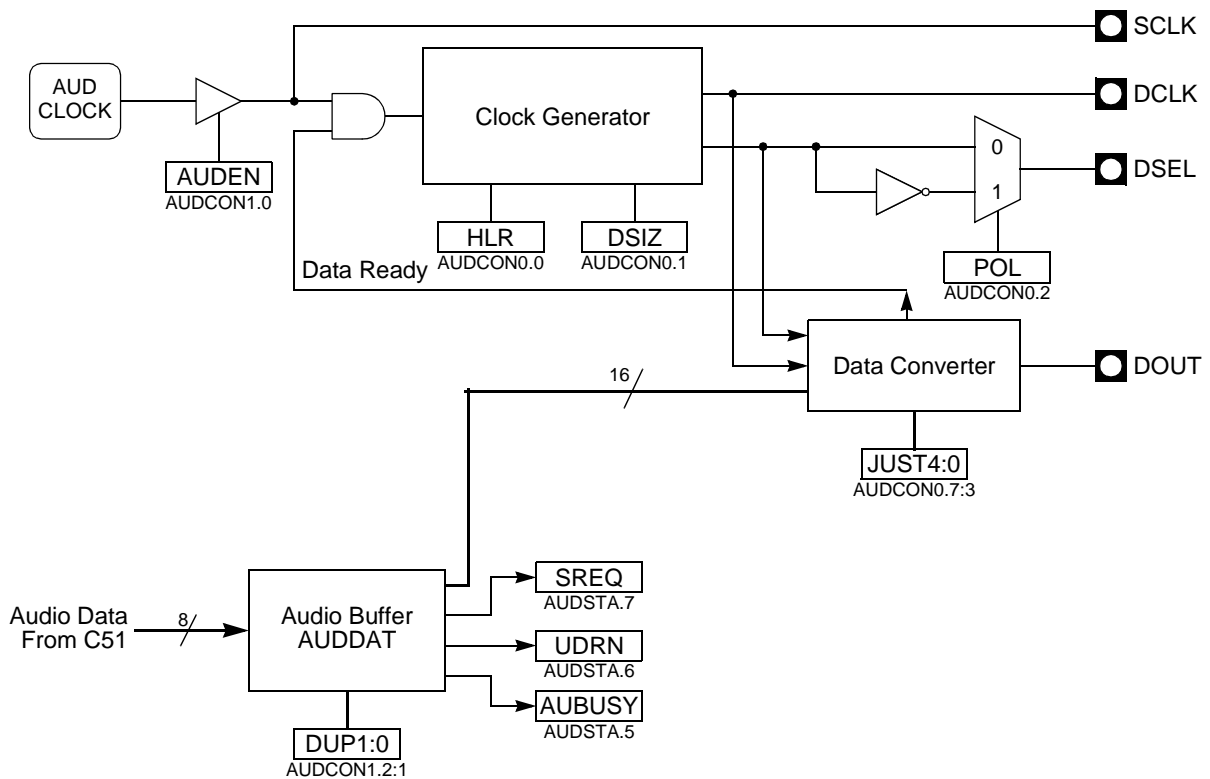 SCLK
AUD
CLOCK
Clock Generator
DCLK
0
DSEL
1
AUDEN
AUDCON1.0
HLR
AUDCON0.0
DSIZ
AUDCON0.1
POL
AUDCON0.2
Data Ready
Data Converter
DOUT
16
JUST4:0
AUDCON0.7:3
Audio Data
From C51
8
Audio Buffer
AUDDAT
SREQ
AUDSTA.7
UDRN
AUDSTA.6
AUBUSY
AUDSTA.5
DUP1:0
AUDCON1.2:1